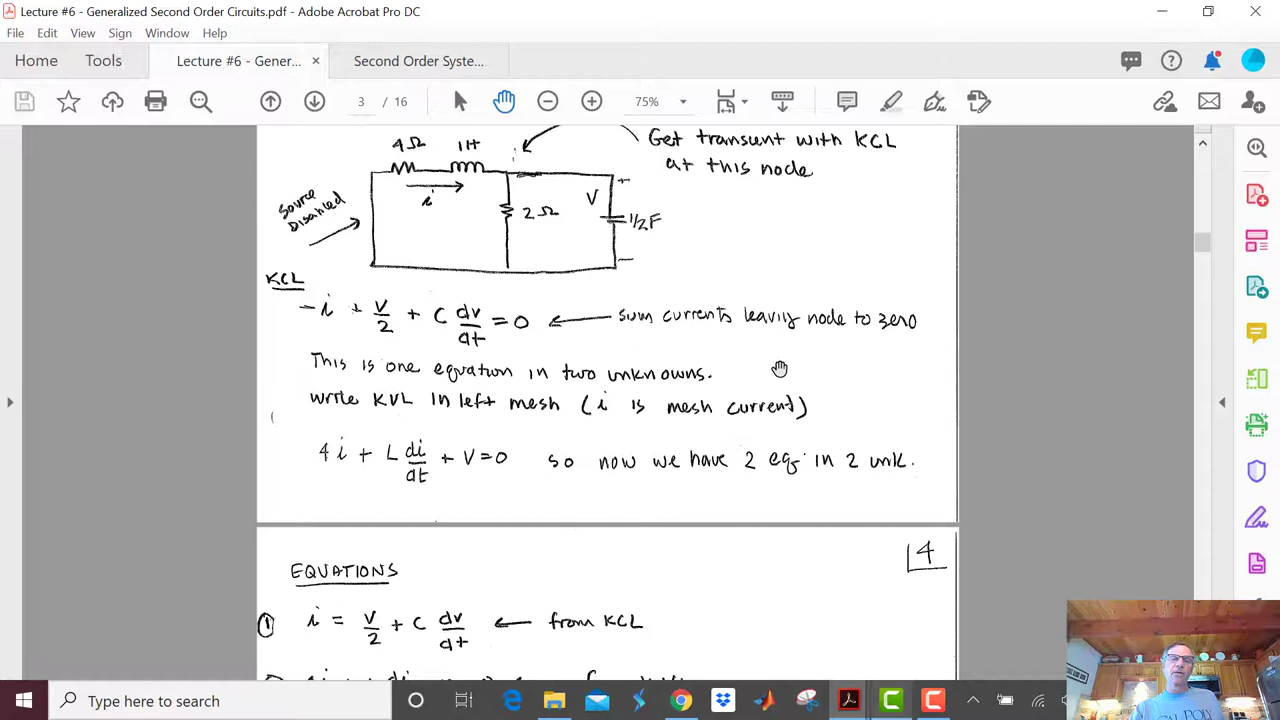 Lecture #6 - Generalized Second Order Circuits.pdf - Adobe Acrobat Pro DC
File Edit View Sign Window Help
Home Tools Lecture #6 - Gener... × Second Order Syste...
3 / 16 75%
4Ω 1H
Get transient with KCL
at this node
Source
Disabled
i
2Ω
V
+
-
1/2F
KCL
-i + V/2 + C dv/dt = 0 ← sum currents leaving node to zero
This is one equation in two unknowns.
write KVL in left mesh (i is mesh current)
4i + L di/dt + V = 0 so now we have 2 eq. in 2 unk.
4
EQUATIONS
① i = V/2 + C dv/dt ← from KCL
Type here to search